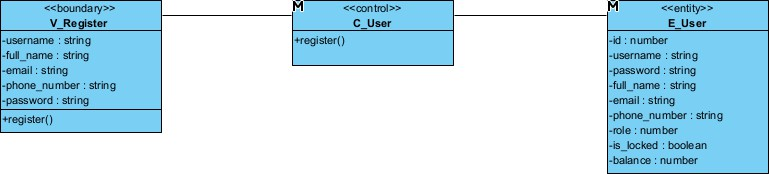 <<boundary>>
V_Register
-username : string
-full_name : string
-email : string
-phone_number : string
-password : string
+register()
M
<<control>>
C_User
+register()
M
<<entity>>
E_User
-id : number
-username : string
-password : string
-full_name : string
-email : string
-phone_number : string
-role : number
-is_locked : boolean
-balance : number